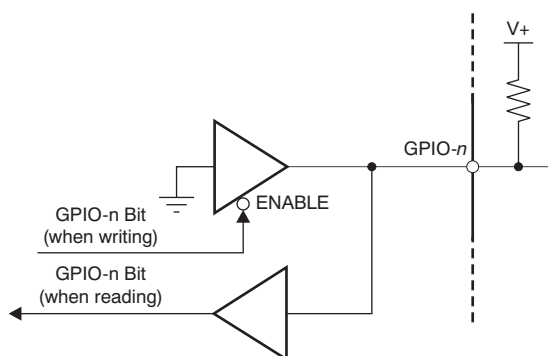 V+
GPIO-n
ENABLE
GPIO-n Bit
(when writing)
GPIO-n Bit
(when reading)